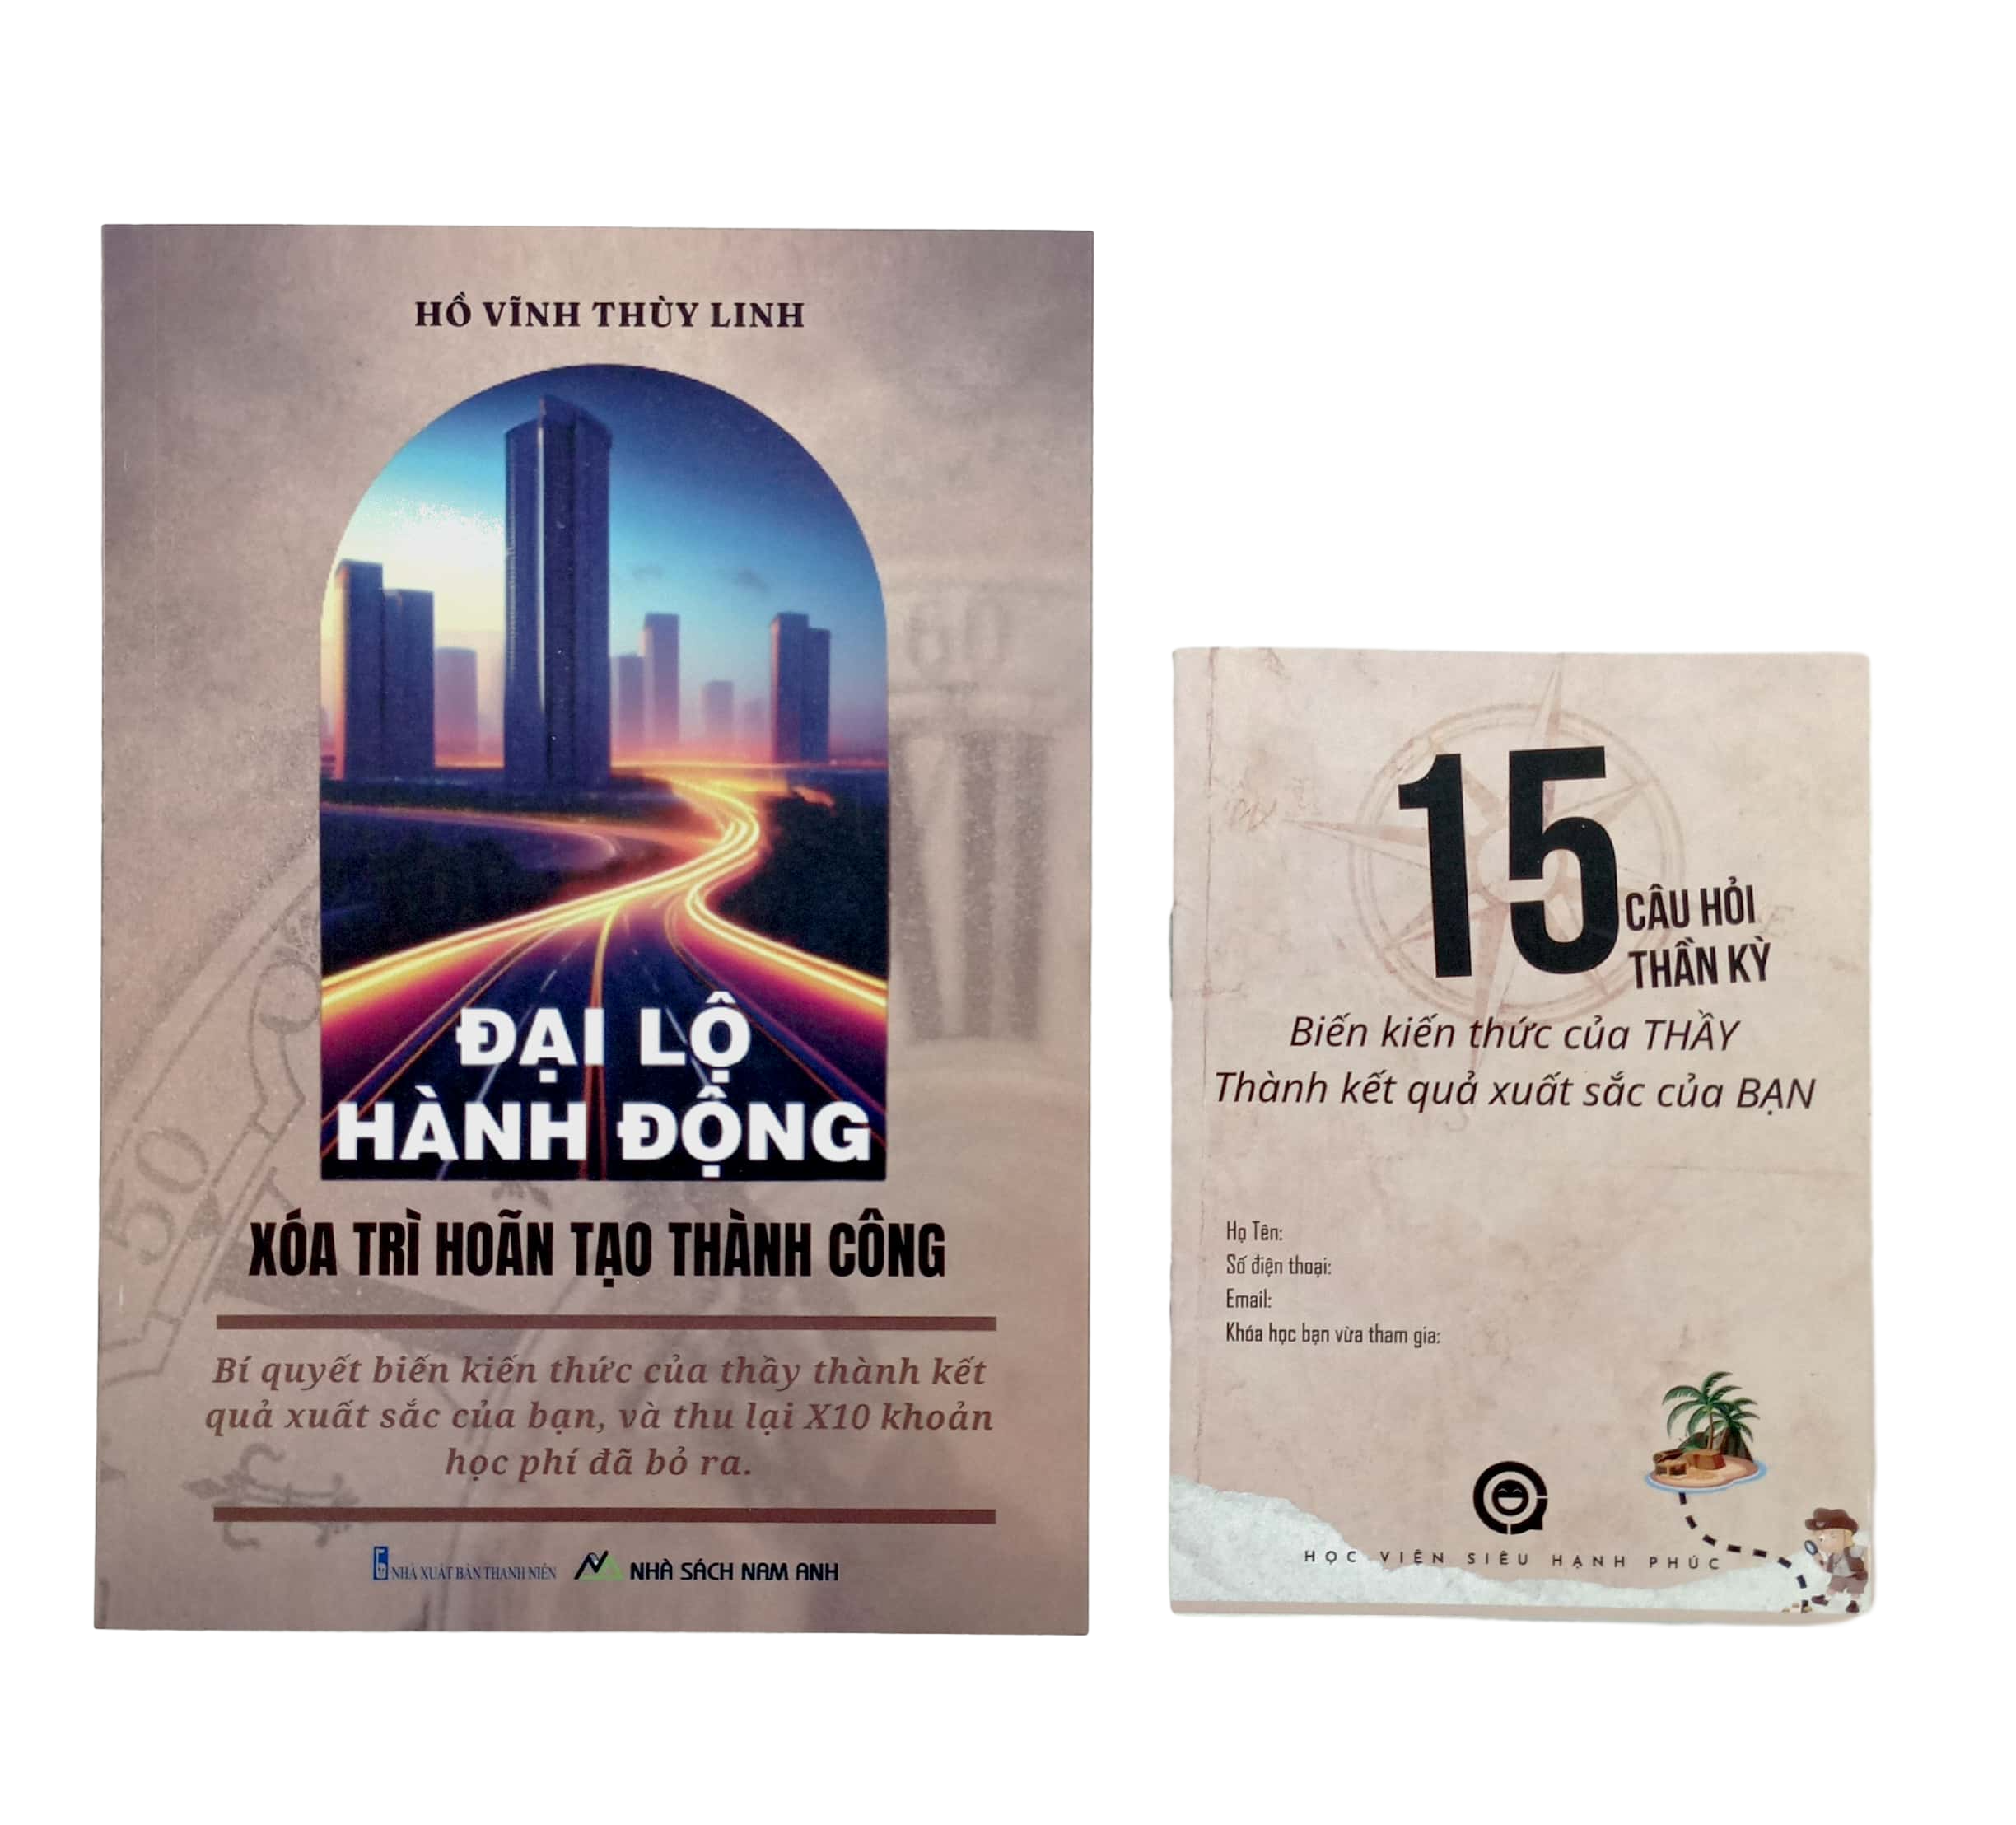 HỒ VĨNH THÙY LINH
ĐẠI LỘ
HÀNH ĐỘNG
XÓA TRÌ HOÃN TẠO THÀNH CÔNG
Bí quyết biến kiến thức của thầy thành kết
quả xuất sắc của bạn, và thu lại X10 khoản
học phí đã bỏ ra.
NHÀ XUẤT BẢN THANH NIÊN
NHÀ SÁCH NAM ANH
60
50
15
CÂU HỎI
THẦN KỲ
Biến kiến thức của THẦY
Thành kết quả xuất sắc của BẠN
Họ Tên:
Số điện thoại:
Email:
Khóa học bạn vừa tham gia:
HỌC VIỆN SIÊU HẠNH PHÚC